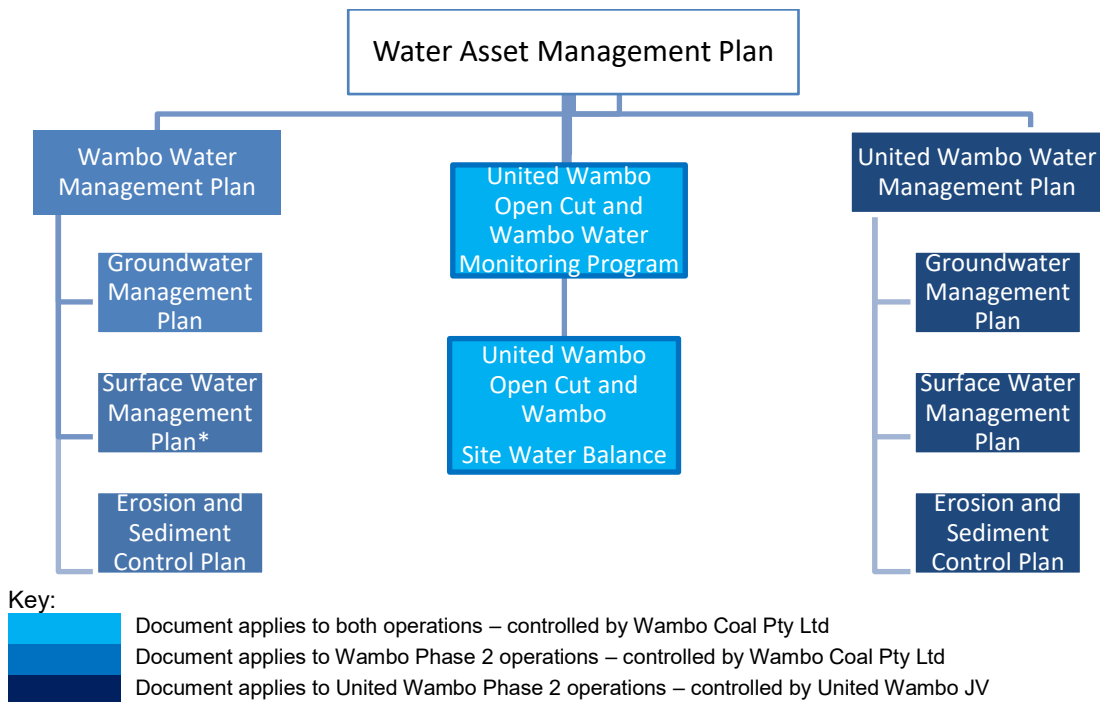 Water Asset Management Plan
Wambo Water
Management Plan
Groundwater
Management
Plan
Surface Water
Management
Plan*
Erosion and
Sediment
Control Plan
United Wambo
Open Cut and
Wambo Water
Monitoring Program
United Wambo
Open Cut and
Wambo
Site Water Balance
United Wambo Water
Management Plan
Groundwater
Management
Plan
Surface Water
Management
Plan
Erosion and
Sediment
Control Plan
Key:
Document applies to both operations – controlled by Wambo Coal Pty Ltd
Document applies to Wambo Phase 2 operations – controlled by Wambo Coal Pty Ltd
Document applies to United Wambo Phase 2 operations – controlled by United Wambo JV